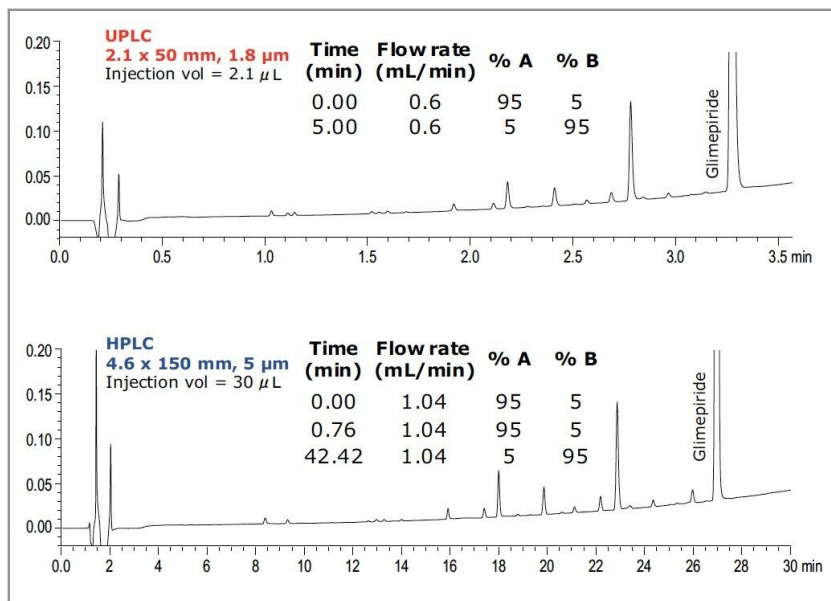 UPLC
2.1 x 50 mm, 1.8 µm
Injection vol = 2.1 µL
Time Flow rate % A % B
(min) (mL/min)
0.00 0.6 95 5
5.00 0.6 5 95
Glimepiride
0.20
0.15
0.10
0.05
0.00
0.0 0.5 1.0 1.5 2.0 2.5 3.0 3.5 min
HPLC
4.6 x 150 mm, 5 µm
Injection vol = 30 µL
Time Flow rate % A % B
(min) (mL/min)
0.00 1.04 95 5
0.76 1.04 95 5
42.42 1.04 5 95
Glimepiride
0.20
0.15
0.10
0.05
0.00
0.0 2 4 6 8 10 12 14 16 18 20 22 24 26 28 30 min